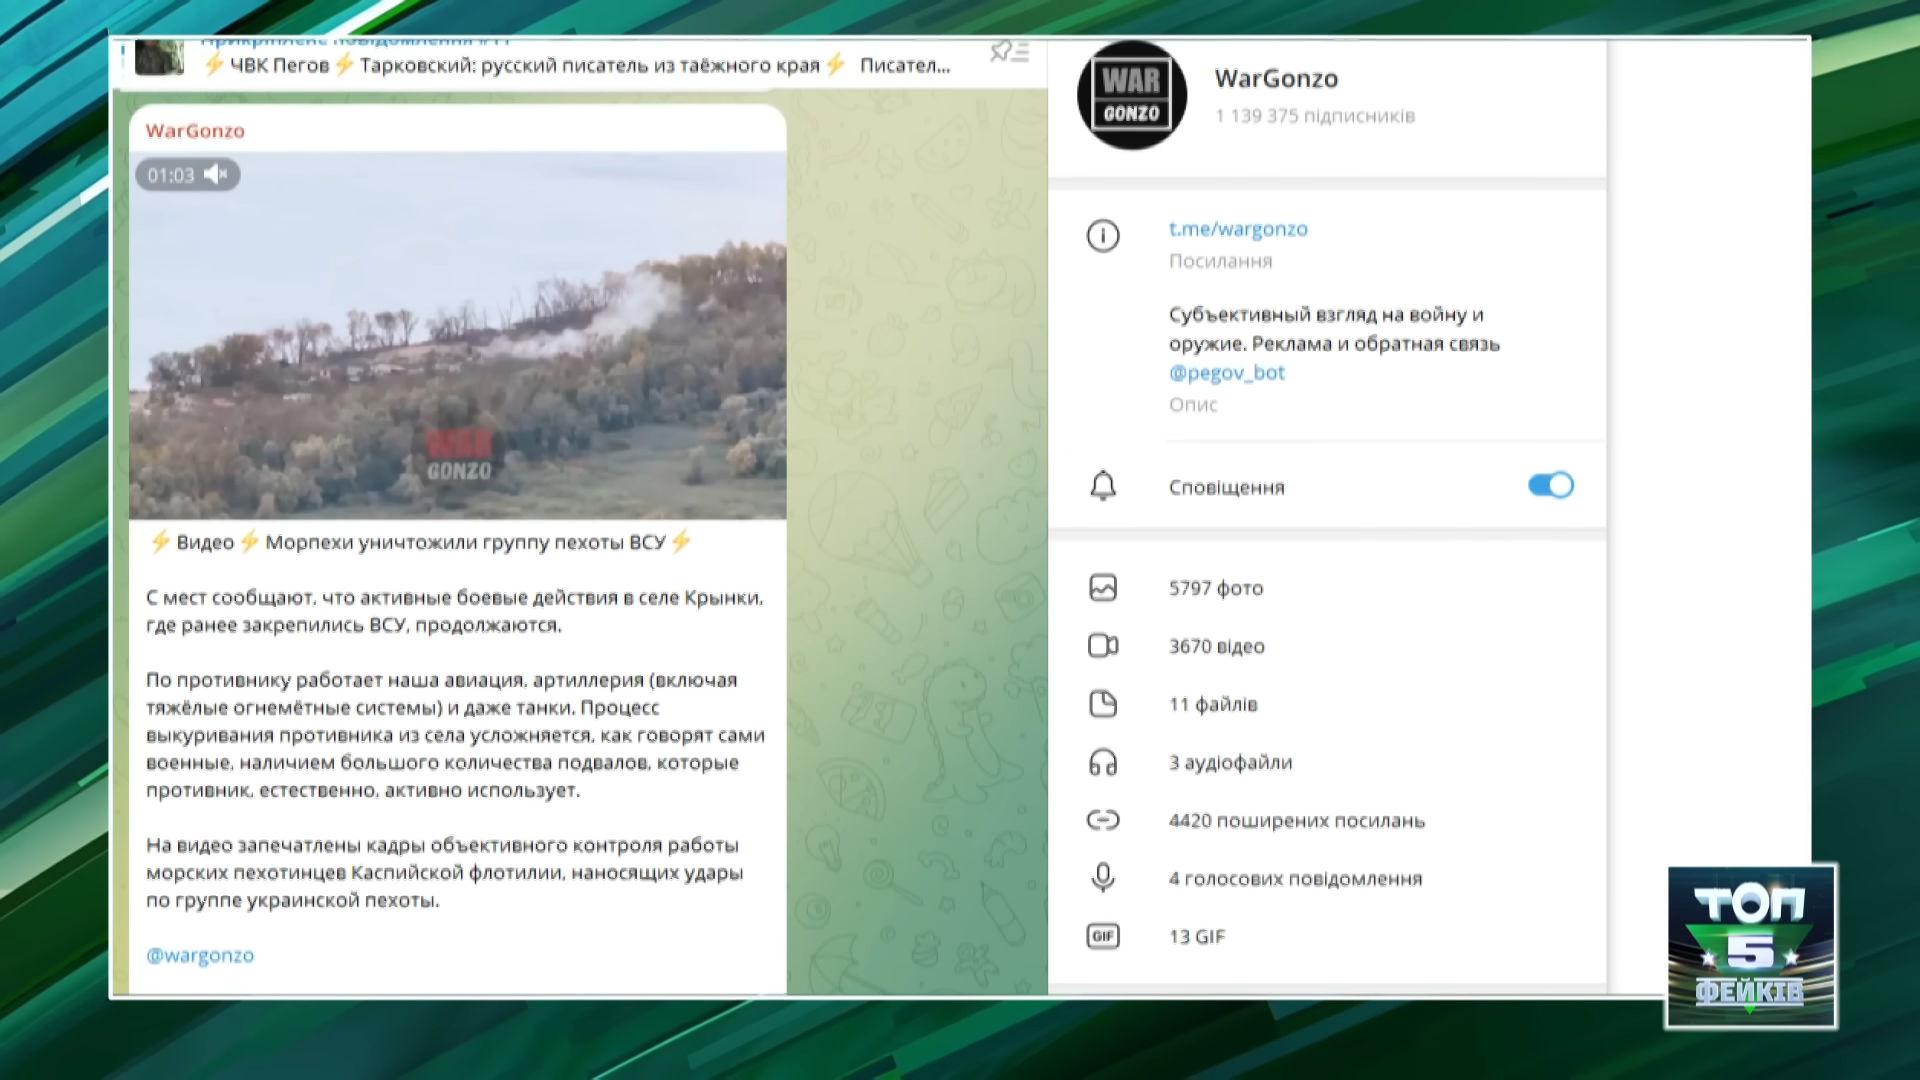 Прикріплене повідомлення #11
⚡ЧВК Пегов⚡Тарковский: русский писатель из таёжного края⚡ Писател...
WarGonzo
01:03
WAR
GONZO
⚡Видео⚡Морпехи уничтожили группу пехоты ВСУ⚡
С мест сообщают, что активные боевые действия в селе Крынки,
где ранее закрепились ВСУ, продолжаются.
По противнику работает наша авиация, артиллерия (включая
тяжёлые огнемётные системы) и даже танки. Процесс
выкуривания противника из села усложняется, как говорят сами
военные, наличием большого количества подвалов, которые
противник, естественно, активно использует.
На видео запечатлены кадры объективного контроля работы
морских пехотинцев Каспийской флотилии, наносящих удары
по группе украинской пехоты.
@wargonzo
WAR
GONZO
WarGonzo
1 139 375 підписників
t.me/wargonzo
Посилання
Субъективный взгляд на войну и
оружие. Реклама и обратная связь
@pegov_bot
Опис
Сповіщення
5797 фото
3670 відео
11 файлів
3 аудіофайли
4420 поширених посилань
4 голосових повідомлення
GIF
13 GIF
ТОП
5
ФЕЙКІВ